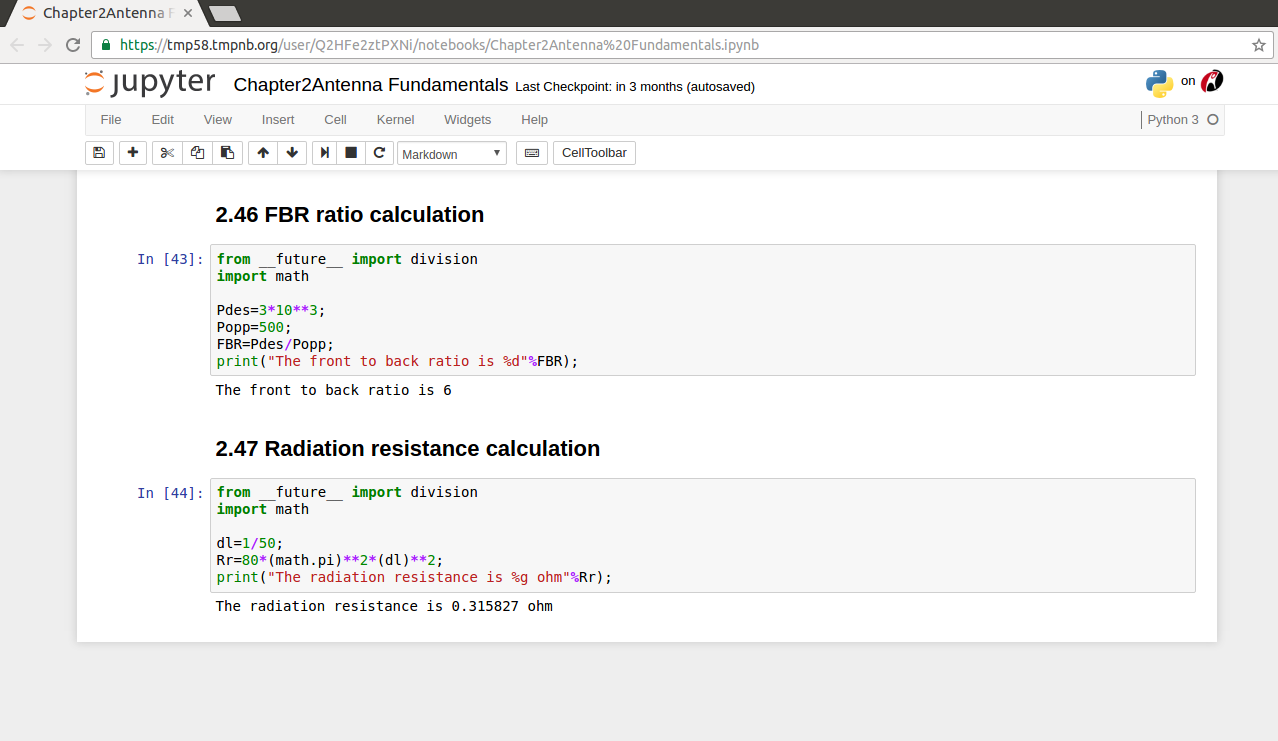 Chapter2Antenna F
https://tmp58.tmpnb.org/user/Q2HFe2ztPXNi/notebooks/Chapter2Antenna%20Fundamentals.ipynb
jupyter Chapter2Antenna Fundamentals Last Checkpoint: in 3 months (autosaved) on
File Edit View Insert Cell Kernel Widgets Help Python 3
Markdown CellToolbar
2.46 FBR ratio calculation
In [43]: from __future__ import division
import math
Pdes=3*10**3;
Popp=500;
FBR=Pdes/Popp;
print("The front to back ratio is %d"%FBR);
The front to back ratio is 6
2.47 Radiation resistance calculation
In [44]: from __future__ import division
import math
dl=1/50;
Rr=80*(math.pi)**2*(dl)**2;
print("The radiation resistance is %g ohm"%Rr);
The radiation resistance is 0.315827 ohm